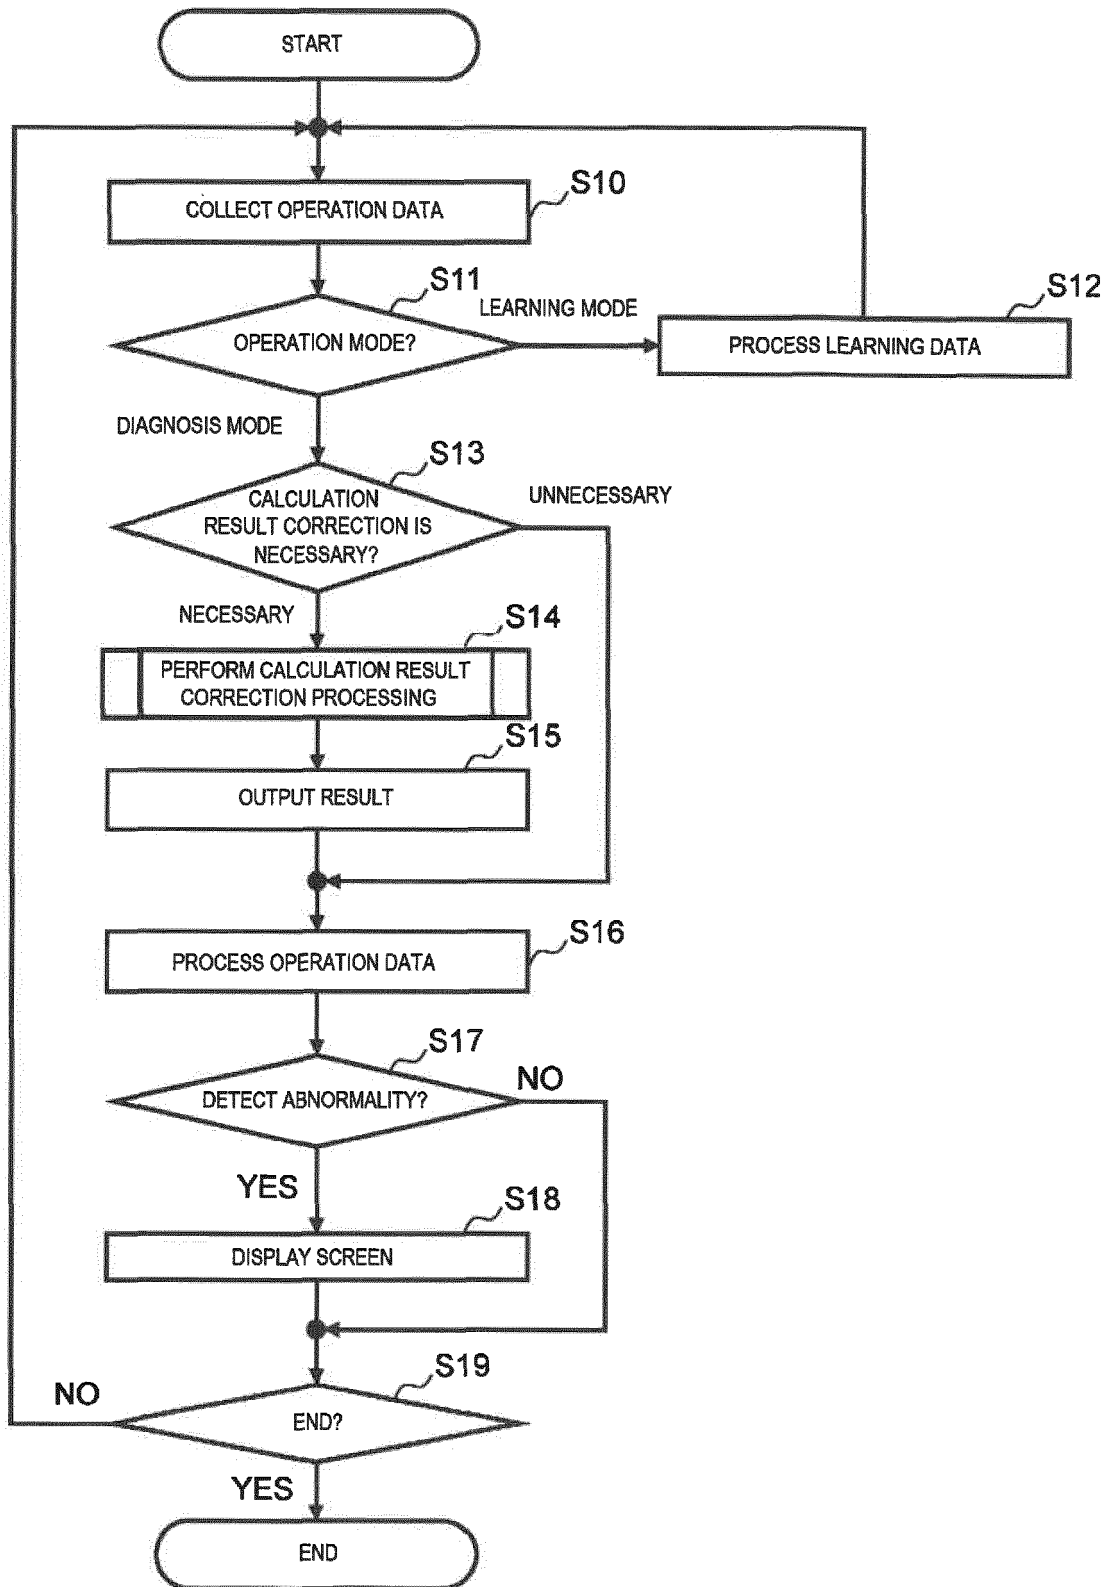 START
S10
COLLECT OPERATION DATA
S11
LEARNING MODE
S12
OPERATION MODE?
PROCESS LEARNING DATA
DIAGNOSIS MODE
S13
CALCULATION
RESULT CORRECTION IS
NECESSARY?
UNNECESSARY
NECESSARY
S14
PERFORM CALCULATION RESULT
CORRECTION PROCESSING
S15
OUTPUT RESULT
S16
PROCESS OPERATION DATA
S17
DETECT ABNORMALITY?
NO
YES
S18
DISPLAY SCREEN
S19
NO
END?
YES
END